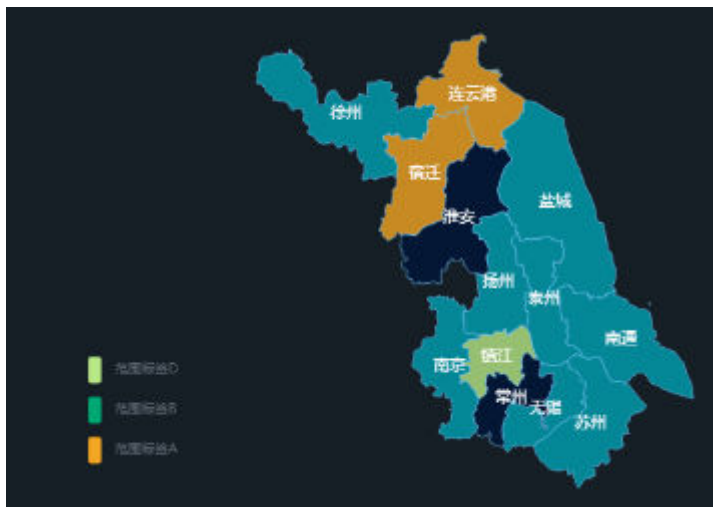 连云港
徐州
宿迁
盐城
淮安
扬州
泰州
南通
镇江
南京
常州
无锡
苏州
范围标签D
范围标签B
范围标签A